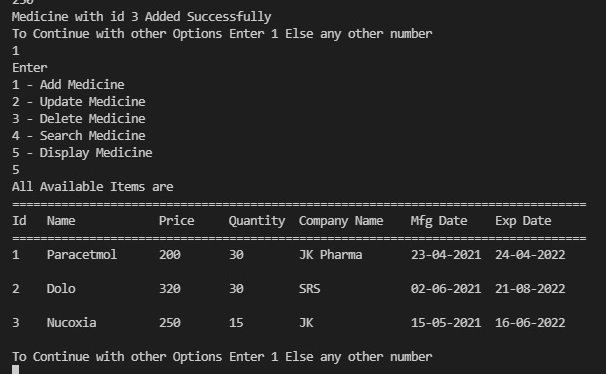 250
Medicine with id 3 Added Successfully
To Continue with other Options Enter 1 Else any other number
1
Enter
1 - Add Medicine
2 - Update Medicine
3 - Delete Medicine
4 - Search Medicine
5 - Display Medicine
5
All Available Items are
==================================================================================
Id   Name            Price     Quantity  Company Name    Mfg Date    Exp Date
==================================================================================
1    Paracetmol      200       30        JK Pharma       23-04-2021  24-04-2022
2    Dolo            320       30        SRS             02-06-2021  21-08-2022
3    Nucoxia         250       15        JK              15-05-2021  16-06-2022
To Continue with other Options Enter 1 Else any other number